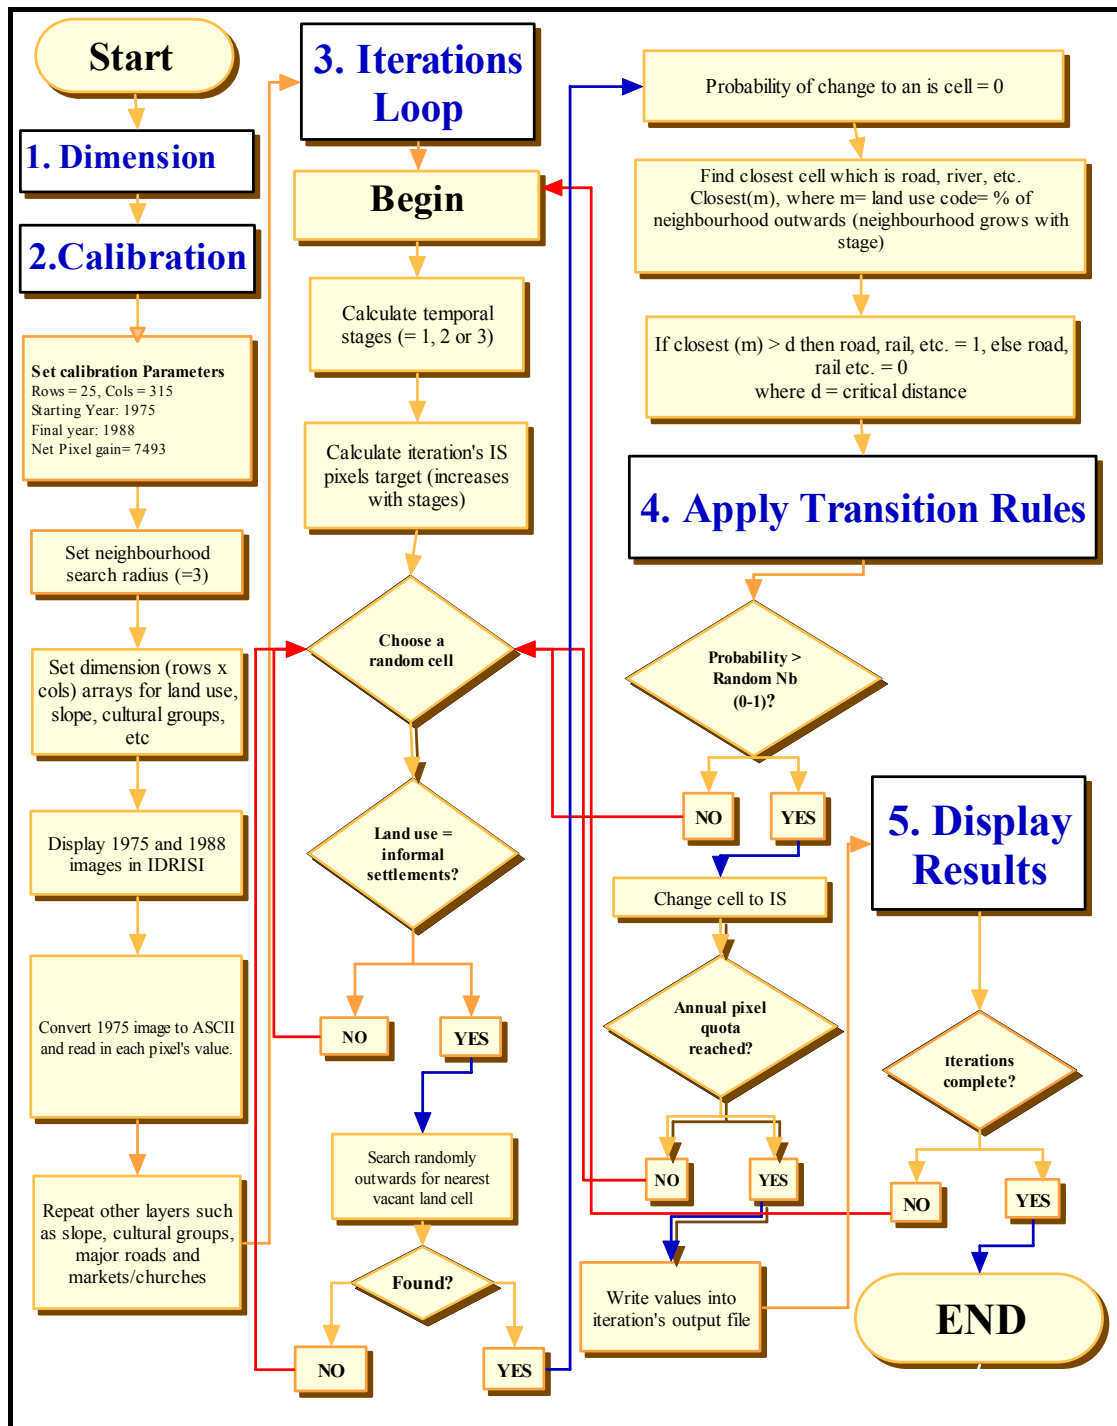 Start
1. Dimension
2.Calibration
Set calibration Parameters
Rows = 25, Cols = 315
Starting Year: 1975
Final year: 1988
Net Pixel gain= 7493
Set neighbourhood
search radius (=3)
Set dimension (rows x
cols) arrays for land use,
slope, cultural groups,
etc
Display 1975 and 1988
images in IDRISI
Convert 1975 image to ASCII
and read in each pixel's value.
Repeat other layers such
as slope, cultural groups,
major roads and
markets/churches
3. Iterations
Loop
Begin
Calculate temporal
stages (= 1, 2 or 3)
Calculate iteration's IS
pixels target (increases
with stages)
Choose a
random cell
Land use =
informal
settlements?
NO
YES
Search randomly
outwards for nearest
vacant land cell
Found?
NO
YES
Probability of change to an is cell = 0
Find closest cell which is road, river, etc.
Closest(m), where m= land use code= % of
neighbourhood outwards (neighbourhood grows with
stage)
If closest (m) > d then road, rail, etc. = 1, else road,
rail etc. = 0
where d = critical distance
4. Apply Transition Rules
Probability >
Random Nb
(0-1)?
NO
YES
Change cell to IS
Annual pixel
quota
reached?
NO
YES
Write values into
iteration's output file
5. Display
Results
Iterations
complete?
NO
YES
END